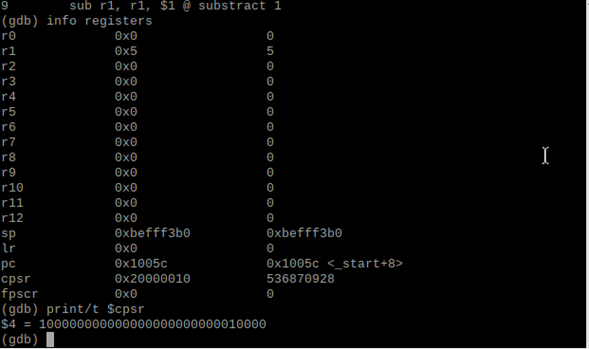 9        sub r1, r1, $1 @ substract 1
(gdb) info registers
r0             0x0                 0
r1             0x5                 5
r2             0x0                 0
r3             0x0                 0
r4             0x0                 0
r5             0x0                 0
r6             0x0                 0
r7             0x0                 0
r8             0x0                 0
r9             0x0                 0
r10            0x0                 0
r11            0x0                 0
r12            0x0                 0
sp             0xbefff3b0          0xbefff3b0
lr             0x0                 0
pc             0x1005c             0x1005c <_start+8>
cpsr           0x20000010          536870928
fpscr          0x0                 0
(gdb) print/t $cpsr
$4 = 100000000000000000000000010000
(gdb)